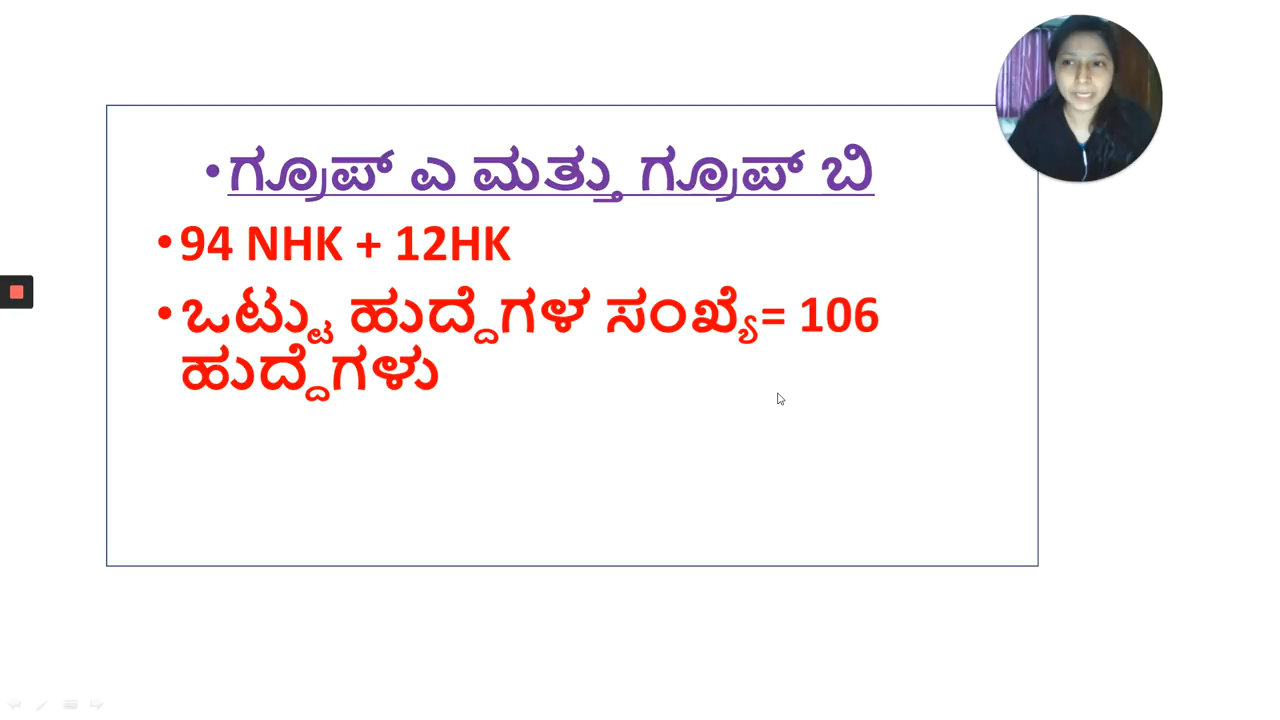 •ಗ್ರೂಪ್ ಎ ಮತ್ತು ಗ್ರೂಪ್ ಬಿ
•94 NHK + 12HK
•ಒಟ್ಟು ಹುದ್ದೆಗಳ ಸಂಖ್ಯೆ= 106
ಹುದ್ದೆಗಳು